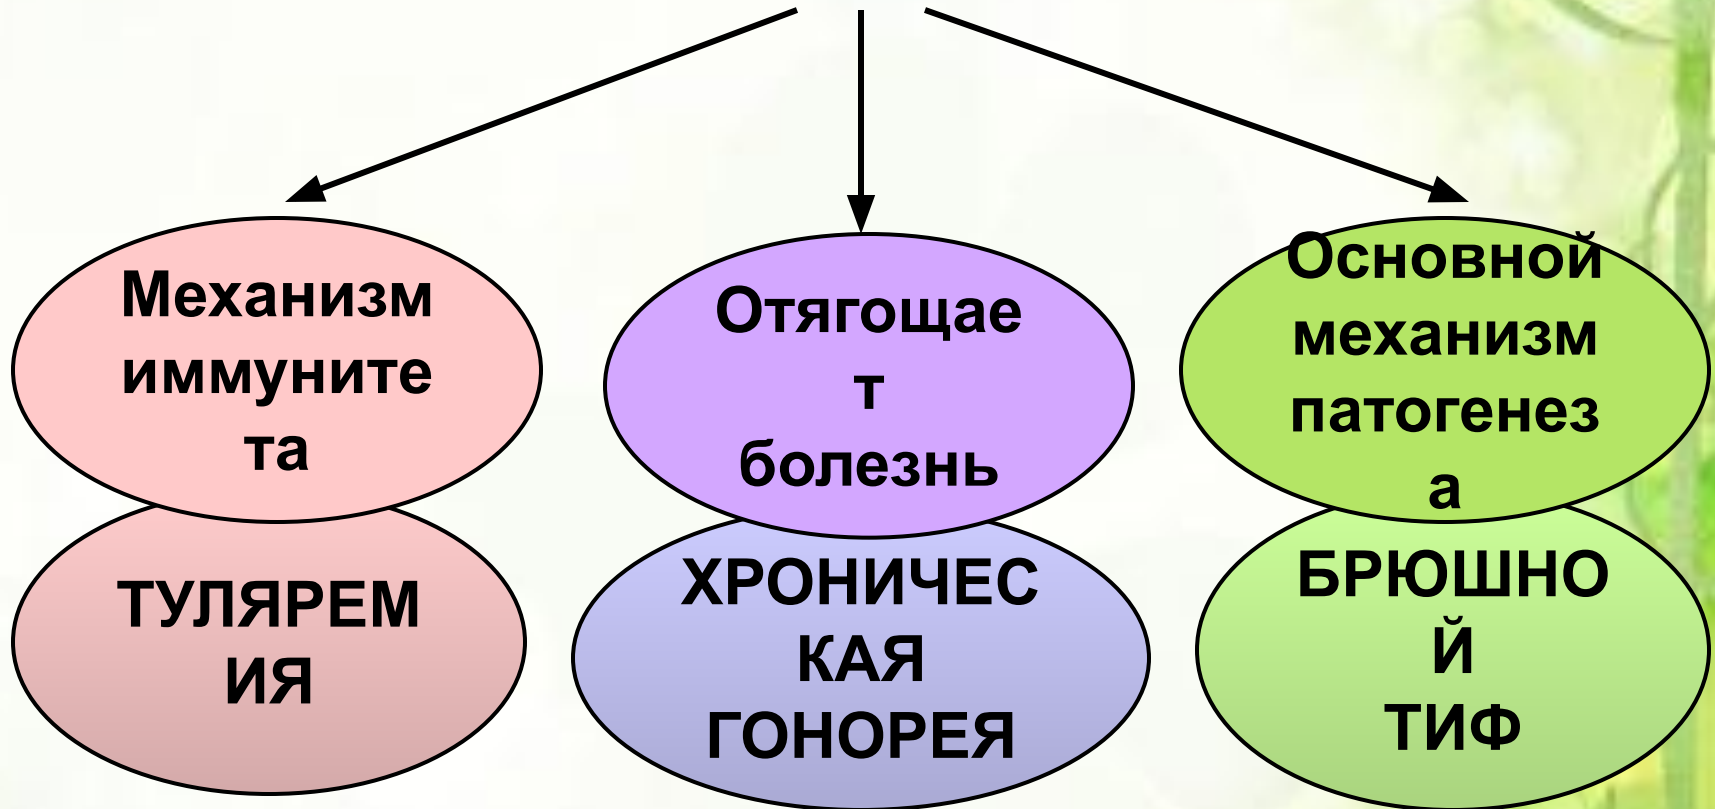 Механизм
иммуните
та
Отягощае
т
болезнь
Основной
механизм
патогенез
а
ТУЛЯРЕМ
ИЯ
ХРОНИЧЕС
КАЯ
ГОНОРЕЯ
БРЮШНО
Й
ТИФ